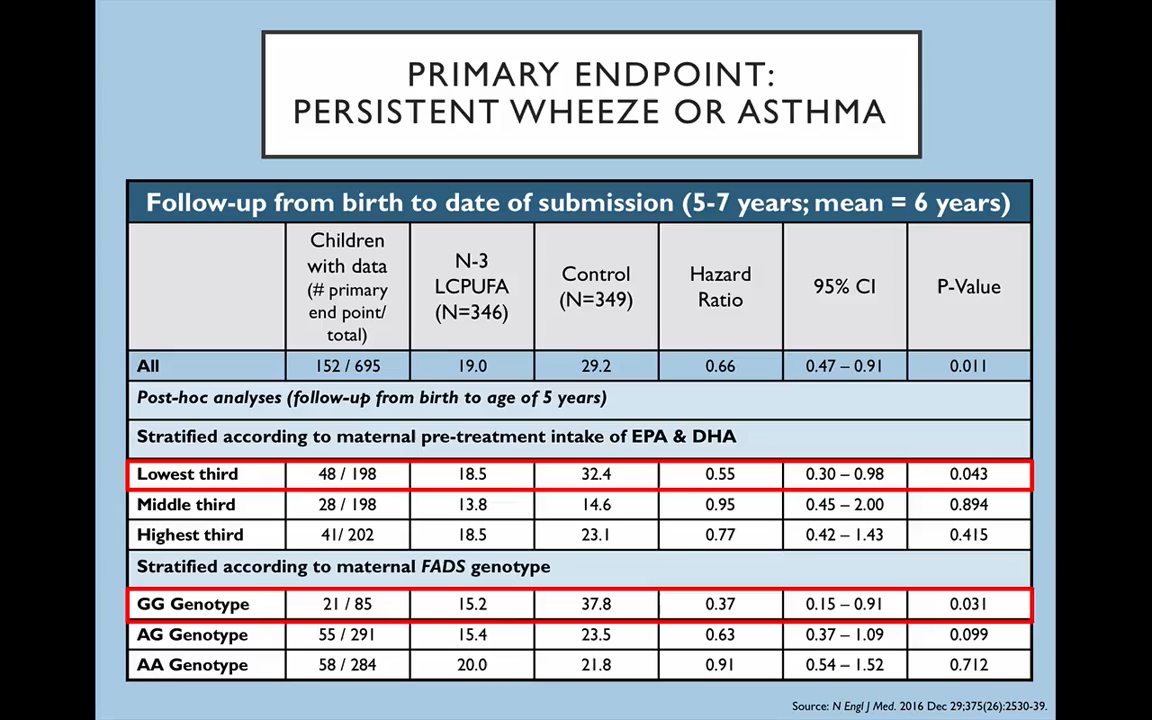 PRIMARY ENDPOINT:
PERSISTENT WHEEZE OR ASTHMA
Follow-up from birth to date of submission (5-7 years; mean = 6 years)
Children with data (# primary end point/ total) N-3 LCPUFA (N=346) Control (N=349) Hazard Ratio 95% CI P-Value
All 152 / 695 19.0 29.2 0.66 0.47 – 0.91 0.011
Post-hoc analyses (follow-up from birth to age of 5 years)
Stratified according to maternal pre-treatment intake of EPA & DHA
Lowest third 48 / 198 18.5 32.4 0.55 0.30 – 0.98 0.043
Middle third 28 / 198 13.8 14.6 0.95 0.45 – 2.00 0.894
Highest third 41/ 202 18.5 23.1 0.77 0.42 – 1.43 0.415
Stratified according to maternal FADS genotype
GG Genotype 21 / 85 15.2 37.8 0.37 0.15 – 0.91 0.031
AG Genotype 55 / 291 15.4 23.5 0.63 0.37 – 1.09 0.099
AA Genotype 58 / 284 20.0 21.8 0.91 0.54 – 1.52 0.712
Source: N Engl J Med. 2016 Dec 29;375(26):2530-39.